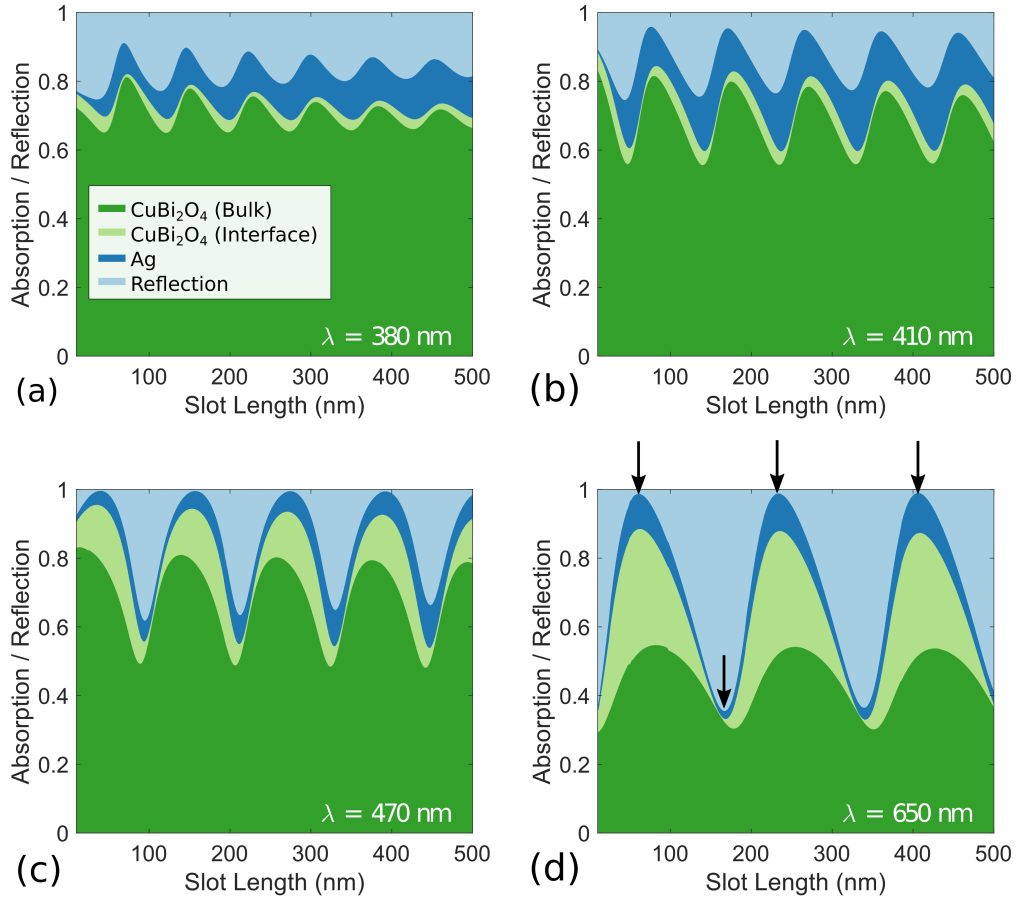 1
0.8
0.6
0.4
0.2
0
Absorption / Reflection
CuBi₂O₄ (Bulk)
CuBi₂O₄ (Interface)
Ag
Reflection
λ = 380 nm
100 200 300 400 500
Slot Length (nm)
(a)
1
0.8
0.6
0.4
0.2
0
Absorption / Reflection
λ = 410 nm
100 200 300 400 500
Slot Length (nm)
(b)
1
0.8
0.6
0.4
0.2
0
Absorption / Reflection
λ = 470 nm
100 200 300 400 500
Slot Length (nm)
(c)
1
0.8
0.6
0.4
0.2
0
Absorption / Reflection
λ = 650 nm
100 200 300 400 500
Slot Length (nm)
(d)